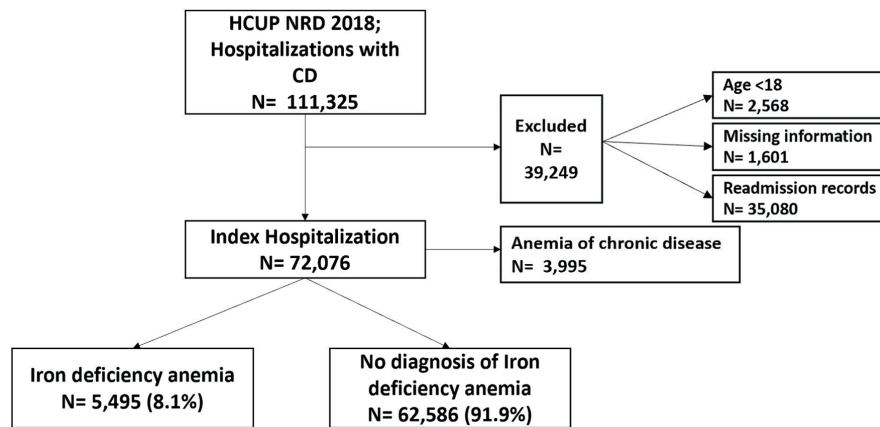 HCUP NRD 2018;
Hospitalizations with
CD
N= 111,325
Excluded
N=
39,249
Age <18
N= 2,568
Missing information
N= 1,601
Readmission records
N= 35,080
Index Hospitalization
N= 72,076
Anemia of chronic disease
N= 3,995
Iron deficiency anemia
N= 5,495 (8.1%)
No diagnosis of Iron
deficiency anemia
N= 62,586 (91.9%)